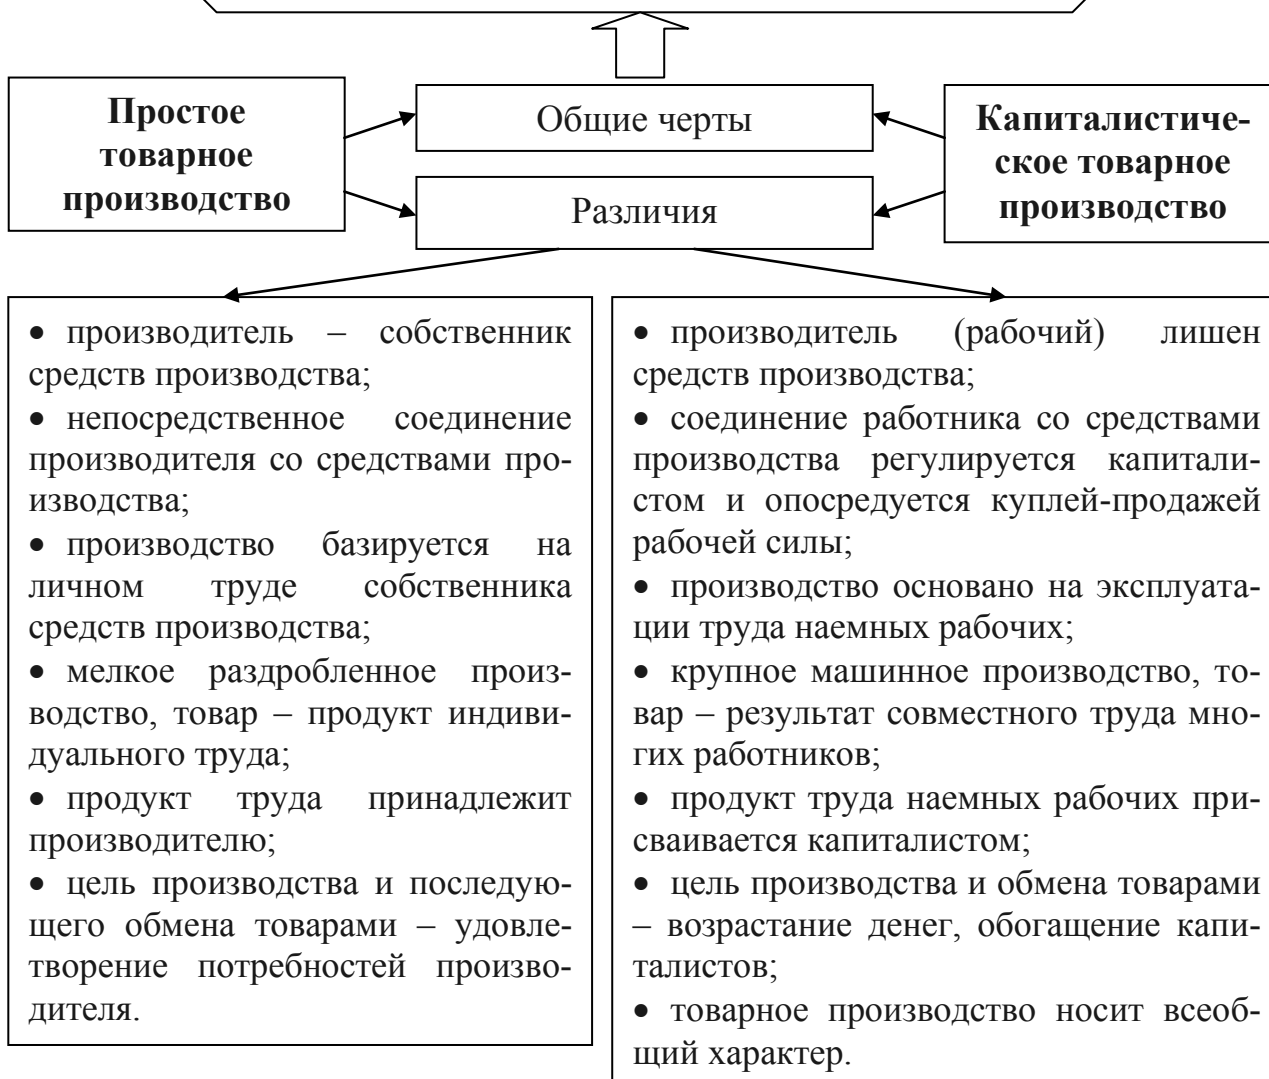 Простое
товарное
производство
Общие черты
Различия
Капиталистиче-
ское товарное
производство
• производитель – собственник
средств производства;
• непосредственное соединение
производителя со средствами про-
изводства;
• производство базируется на
личном труде собственника
средств производства;
• мелкое раздробленное произ-
водство, товар – продукт индиви-
дуального труда;
• продукт труда принадлежит
производителю;
• цель производства и последую-
щего обмена товарами – удовле-
творение потребностей произво-
дителя.
• производитель (рабочий) лишен
средств производства;
• соединение работника со средствами
производства регулируется капитали-
стом и опосредуется куплей-продажей
рабочей силы;
• производство основано на эксплуата-
ции труда наемных рабочих;
• крупное машинное производство, то-
вар – результат совместного труда мно-
гих работников;
• продукт труда наемных рабочих при-
сваивается капиталистом;
• цель производства и обмена товарами
– возрастание денег, обогащение капи-
талистов;
• товарное производство носит всеоб-
щий характер.